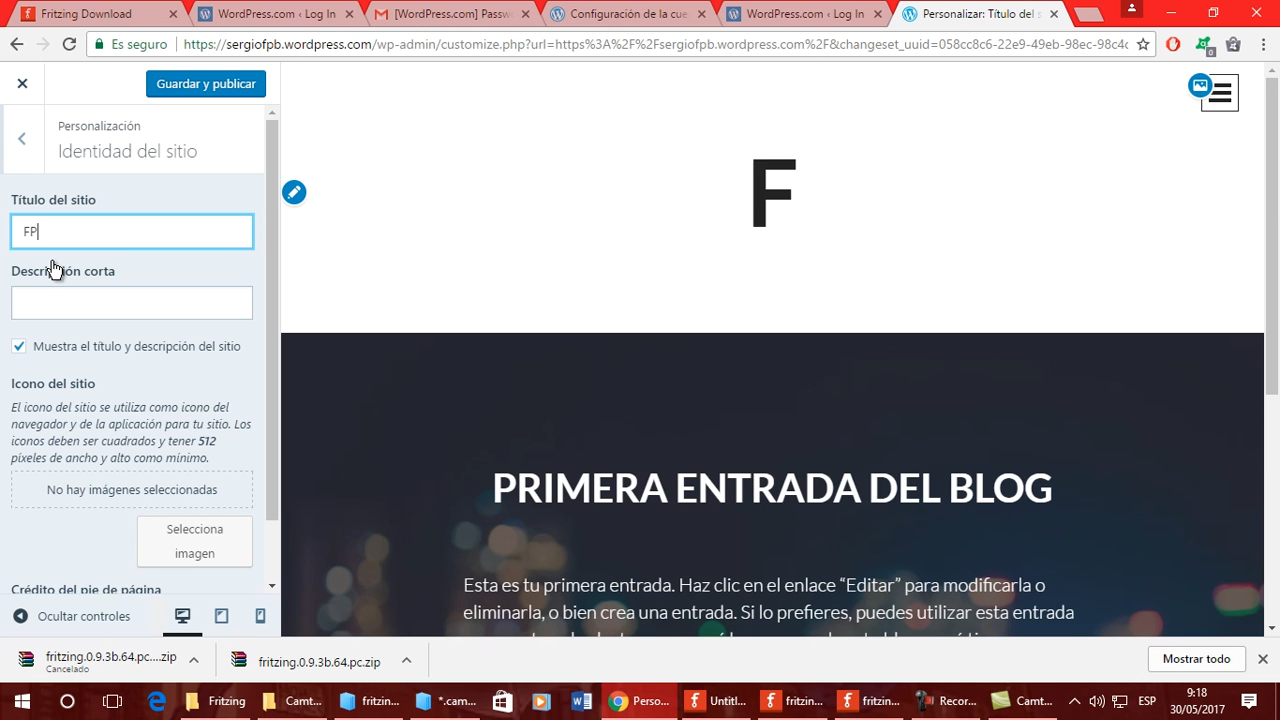 Fritzing Download
WordPress.com ‹ Log In
[WordPress.com] Passw
Configuración de la cue
WordPress.com ‹ Log In
Personalizar: Título del s
Es seguro
https://sergiofpb.wordpress.com/wp-admin/customize.php?url=https%3A%2F%2Fsergiofpb.wordpress.com%2F&changeset_uuid=058cc8c6-22e9-49eb-98ec-98c4c
0
Guardar y publicar
Personalización
Identidad del sitio
Título del sitio
FP
Descripción corta
Muestra el título y descripción del sitio
Icono del sitio
El icono del sitio se utiliza como icono del
navegador y de la aplicación para tu sitio. Los
iconos deben ser cuadrados y tener 512
píxeles de ancho y alto como mínimo.
No hay imágenes seleccionadas
Selecciona
imagen
Crédito del pie de página
Ocultar controles
F
PRIMERA ENTRADA DEL BLOG
Esta es tu primera entrada. Haz clic en el enlace “Editar” para modificarla o
eliminarla, o bien crea una entrada. Si lo prefieres, puedes utilizar esta entrada
fritzing.0.9.3b.64.pc....zip
Cancelado
fritzing.0.9.3b.64.pc.zip
Mostrar todo
Fritzing
Camt...
fritzin...
*.cam...
Perso...
Untitl...
fritzin...
fritzin...
Recor...
Camt...
ESP
9:18
30/05/2017